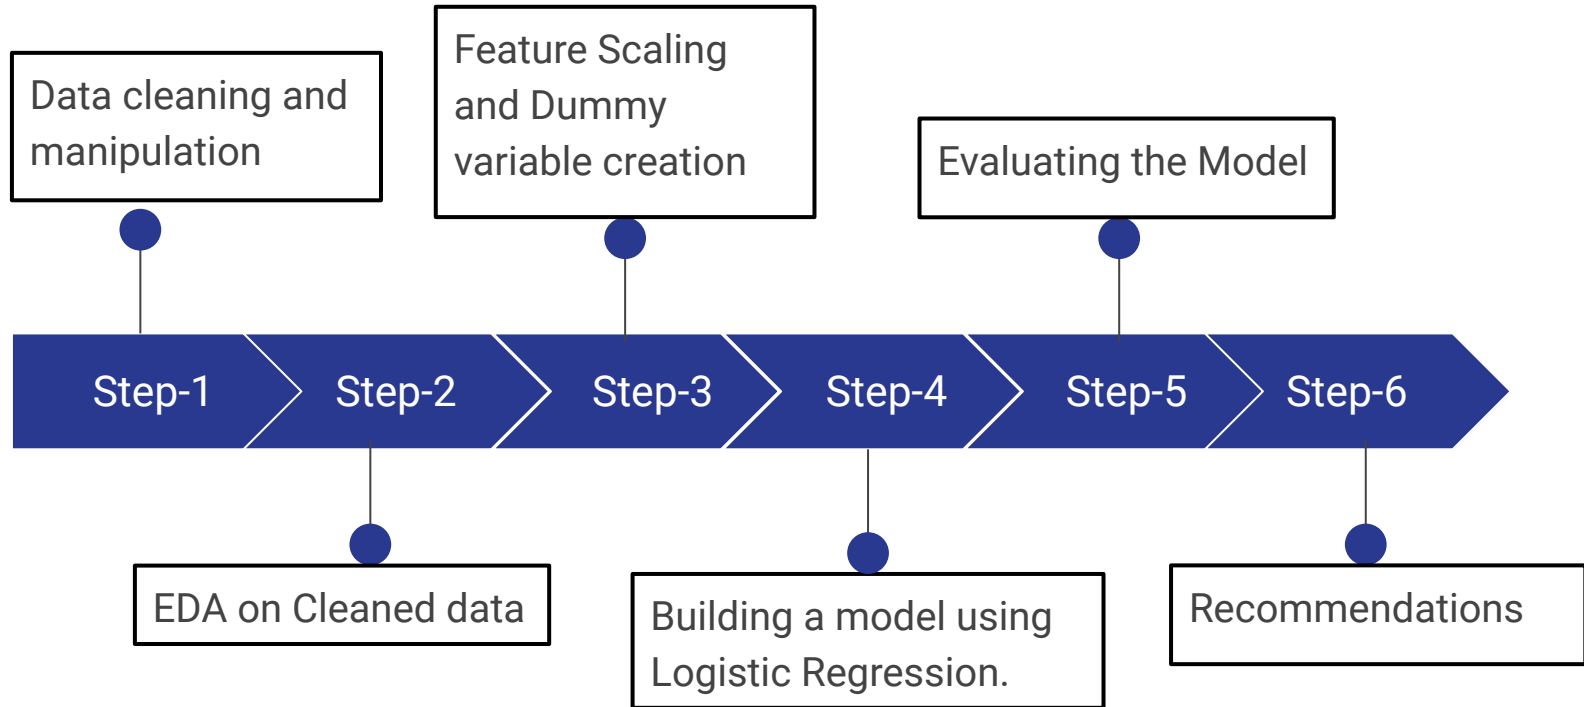 Data cleaning and
manipulation
Feature Scaling
and Dummy
variable creation
Evaluating the Model
Step-1
Step-2
Step-3
Step-4
Step-5
Step-6
EDA on Cleaned data
Building a model using
Logistic Regression.
Recommendations